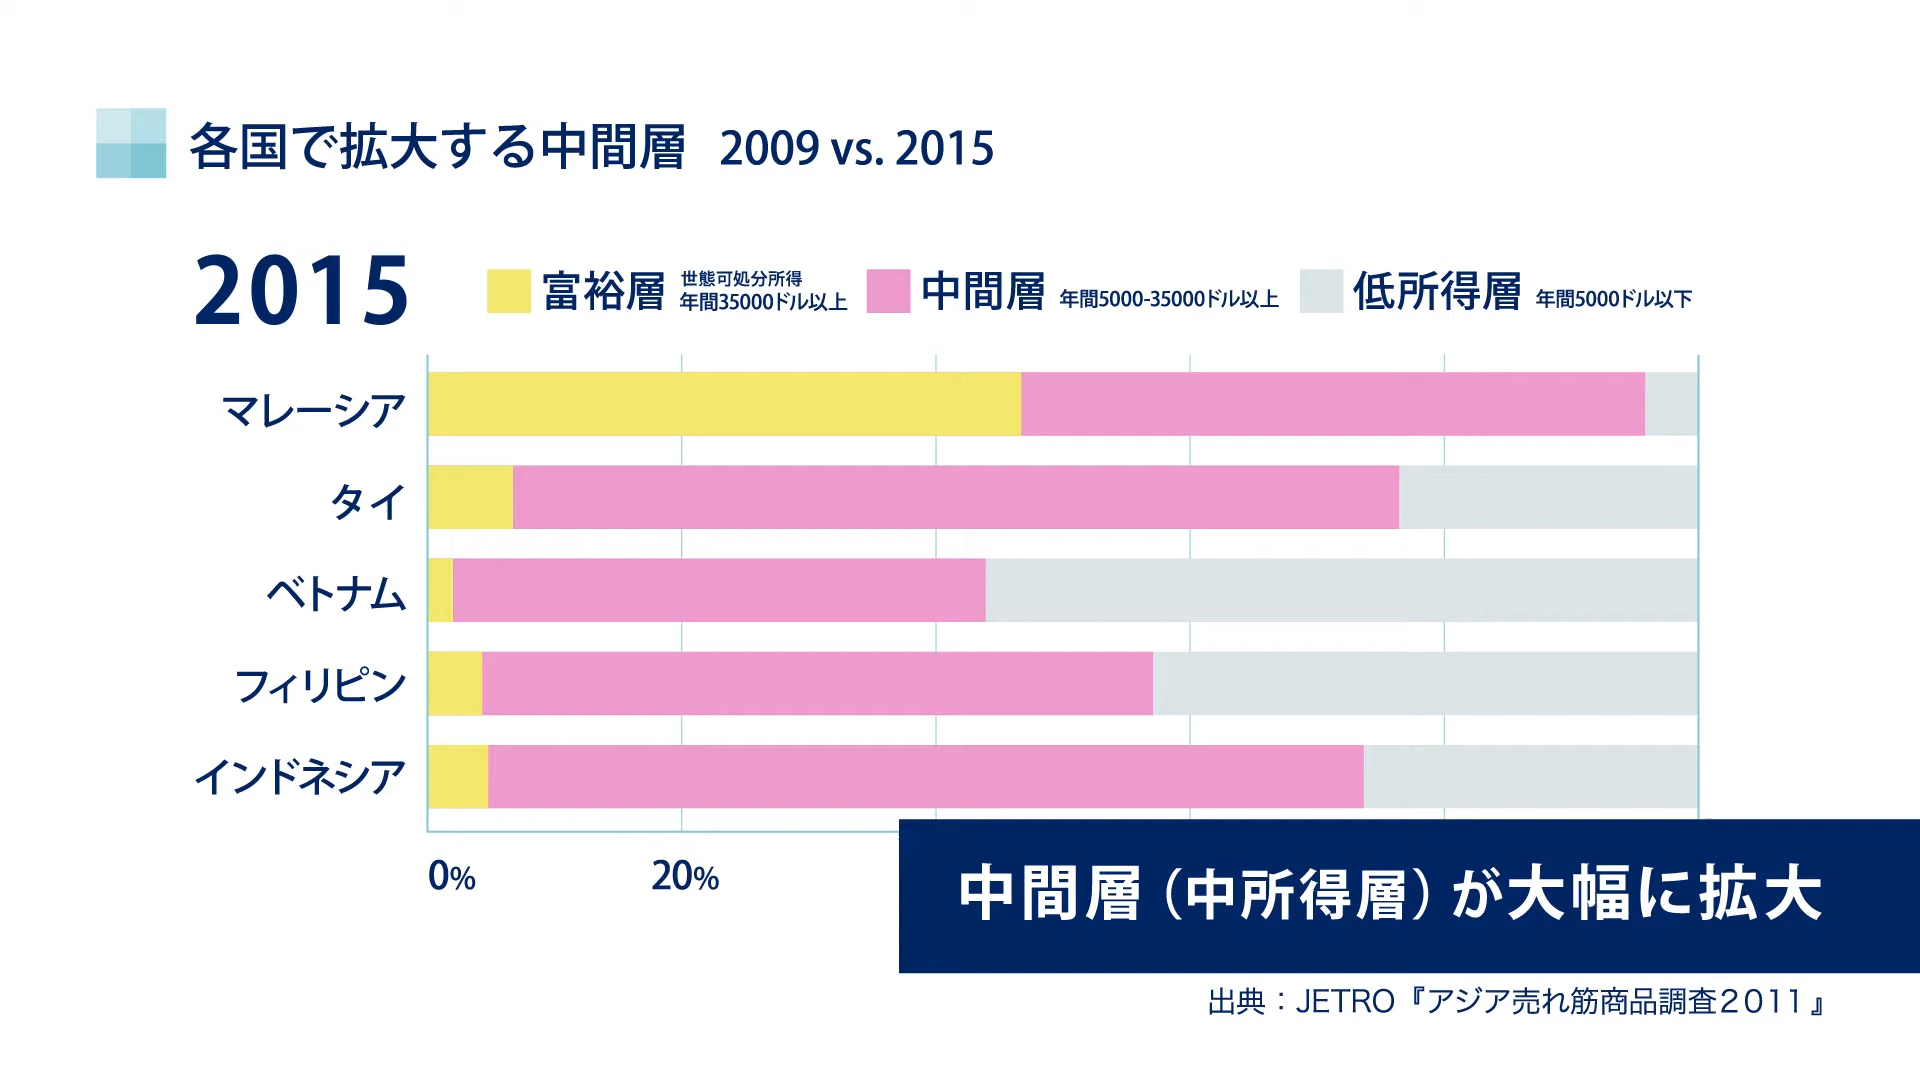 各国で拡大する中間層 2009 vs. 2015
2015
富裕層 世態可処分所得
年間35000ドル以上
中間層 年間5000-35000ドル以上
低所得層 年間5000ドル以下
マレーシア
タイ
ベトナム
フィリピン
インドネシア
0% 20%
中間層（中所得層）が大幅に拡大
出典：JETRO『アジア売れ筋商品調査２０１１』